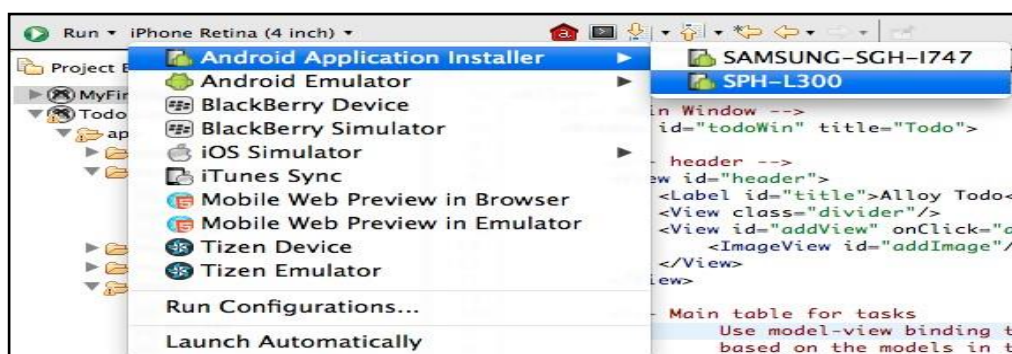 Run ▾ iPhone Retina (4 inch) ▾
Project
MyFir
Todo
ap
Android Application Installer
Android Emulator
BlackBerry Device
BlackBerry Simulator
iOS Simulator
iTunes Sync
Mobile Web Preview in Browser
Mobile Web Preview in Emulator
Tizen Device
Tizen Emulator
Run Configurations...
Launch Automatically
SAMSUNG-SGH-I747
SPH-L300
in Window -->
id="todoWin" title="Todo">
header -->
ew id="header">
<Label id="title">Alloy Todo<
<View class="divider"/>
<View id="addView" onClick="a
<ImageView id="addImage"/
</View>
iew>
- Main table for tasks
Use model-view binding t
based on the models in t